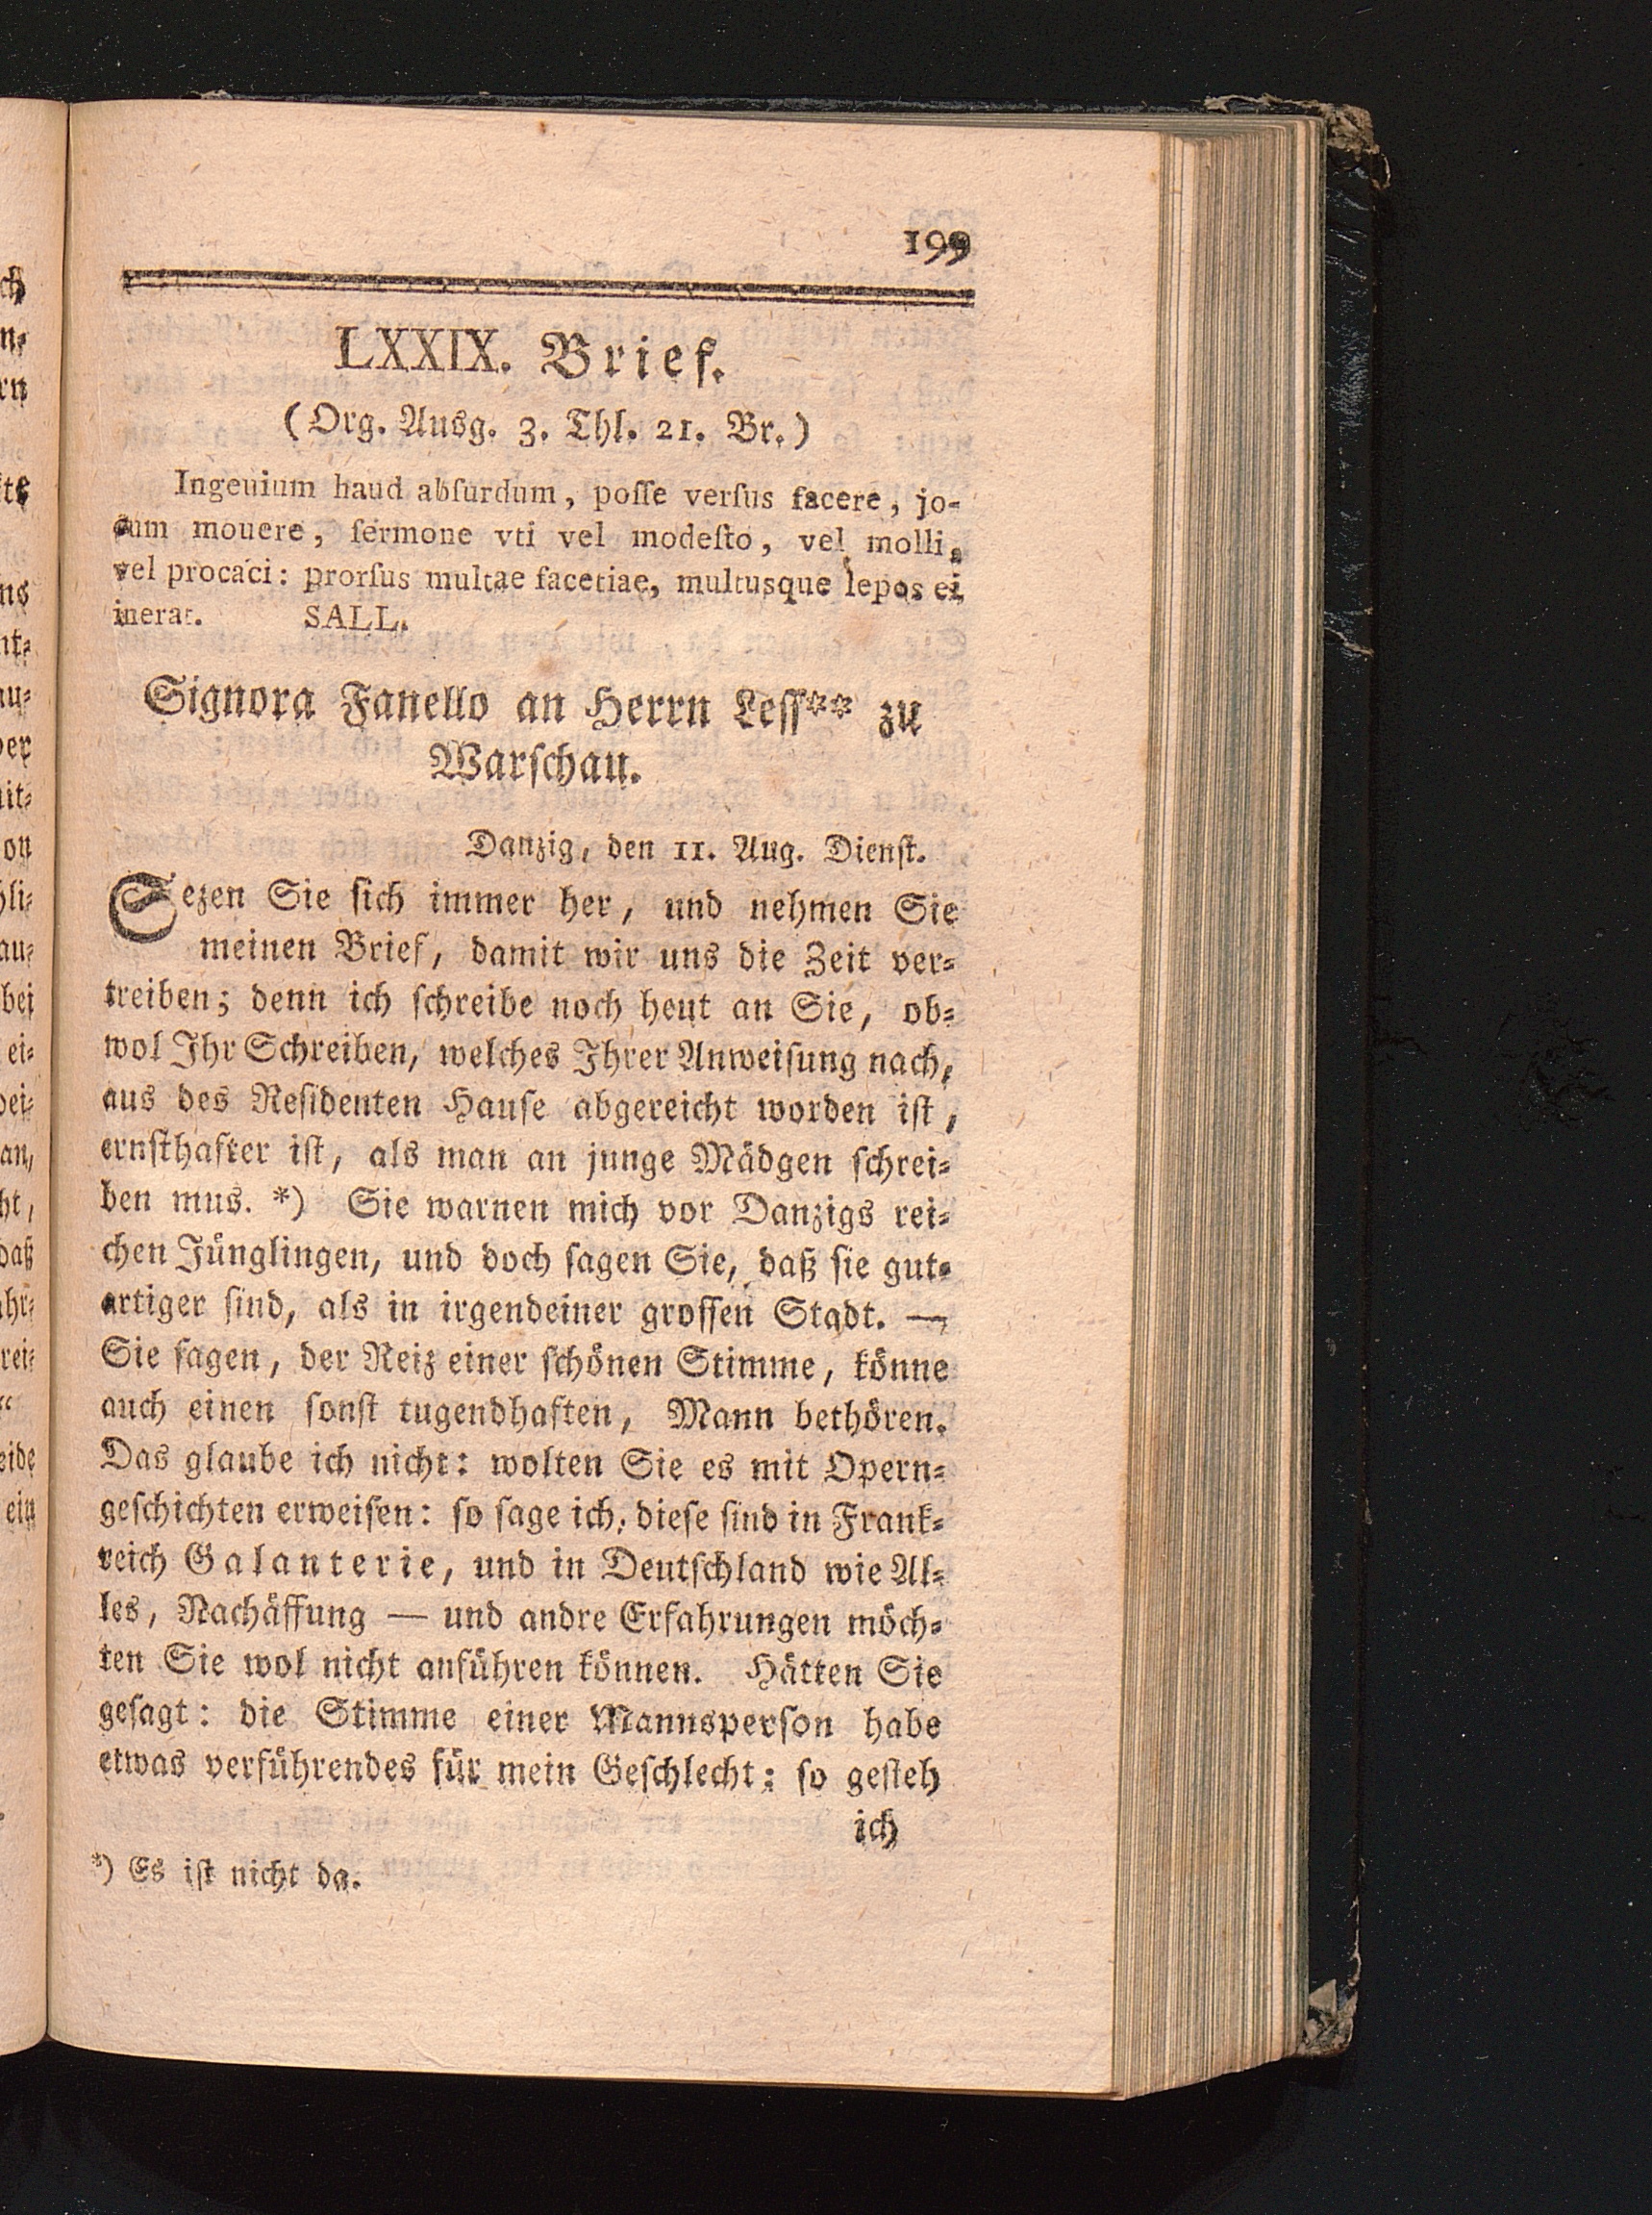 199
LXXIX. Brief.
(Org. Ausg. 3. Thl. 21. Br.)
Ingeuium haud abſurdum, poſſe verſus facere, jo-
cum mouere, ſermone vti vel modeſto, vel molli,
vel procaci: prorſus multae facetiae, multusque lepos ei
inerat. SALL.
Signora Fanello an Herrn Leſſ** zu
Warſchau.
Danzig, den 11. Aug. Dienſt.
Sezen Sie ſich immer her, und nehmen Sie
meinen Brief, damit wir uns die Zeit ver-
treiben; denn ich ſchreibe noch heut an Sie, ob-
wol Ihr Schreiben, welches Ihrer Anweiſung nach,
aus des Reſidenten Hauſe abgereicht worden iſt,
ernſthafter iſt, als man an junge Mädgen ſchrei-
ben mus. *) Sie warnen mich vor Danzigs rei-
chen Jünglingen, und doch ſagen Sie, daß ſie gut-
artiger ſind, als in irgendeiner groſſen Stadt. —
Sie ſagen, der Reiz einer ſchönen Stimme, könne
auch einen ſonſt tugendhaften, Mann bethören.
Das glaube ich nicht: wolten Sie es mit Opern-
geſchichten erweiſen: ſo ſage ich, dieſe ſind in Frank-
reich Galanterie, und in Deutſchland wie Al-
les, Nachäffung — und andre Erfahrungen möch-
ten Sie wol nicht anführen können. Hätten Sie
geſagt: die Stimme einer Mannsperſon habe
etwas verführendes für mein Geſchlecht: ſo geſteh
ich
*) Es iſt nicht da.